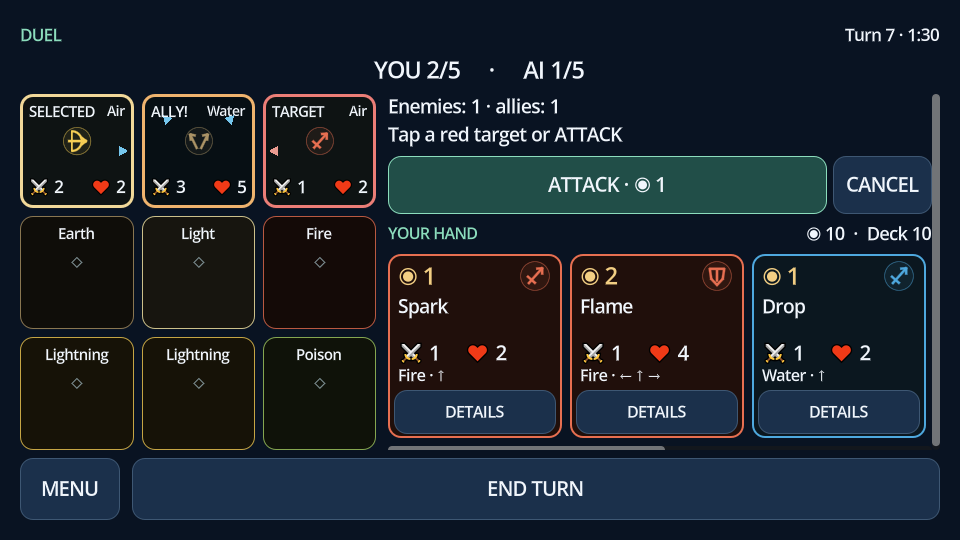 DUEL
Turn 7 · 1:30
YOU 2/5 · AI 1/5
SELECTED Air
2 2
ALLY! Water
3 5
TARGET Air
1 2
Enemies: 1 · allies: 1
Tap a red target or ATTACK
ATTACK · ◉ 1
CANCEL
Earth
Light
Fire
Lightning
Lightning
Poison
YOUR HAND
◉ 10 · Deck 10
◉ 1
Spark
1 2
Fire · ↑
DETAILS
◉ 2
Flame
1 4
Fire · ← ↑ →
DETAILS
◉ 1
Drop
1 2
Water · ↑
DETAILS
MENU
END TURN